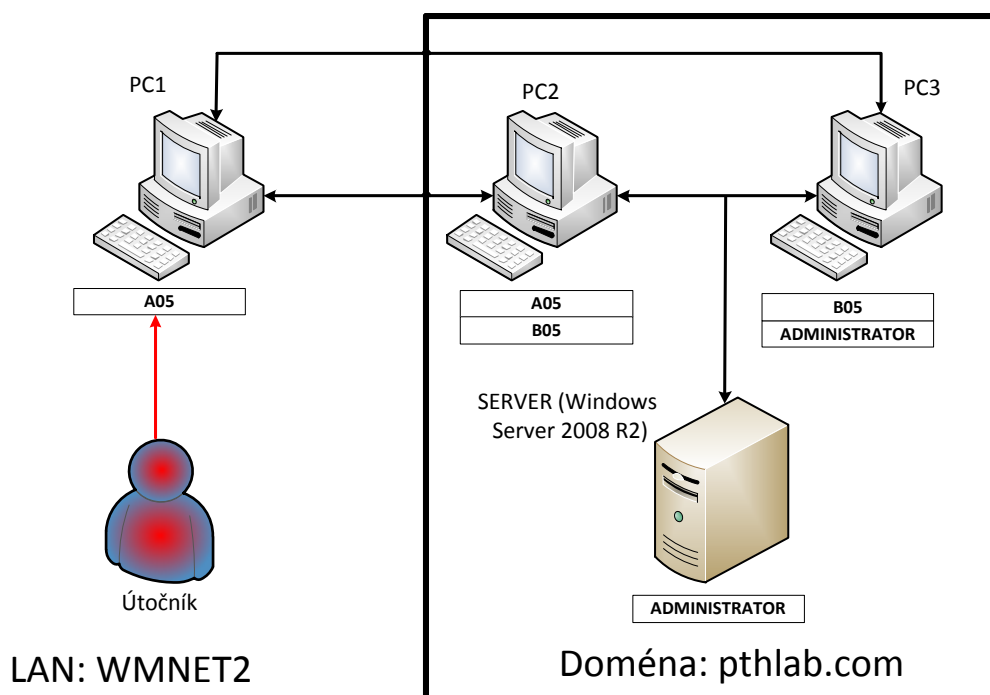 PC1
PC2
PC3
A05
A05
B05
B05
ADMINISTRATOR
SERVER (Windows
Server 2008 R2)
ADMINISTRATOR
Útočník
LAN: WMNET2
Doména: pthlab.com